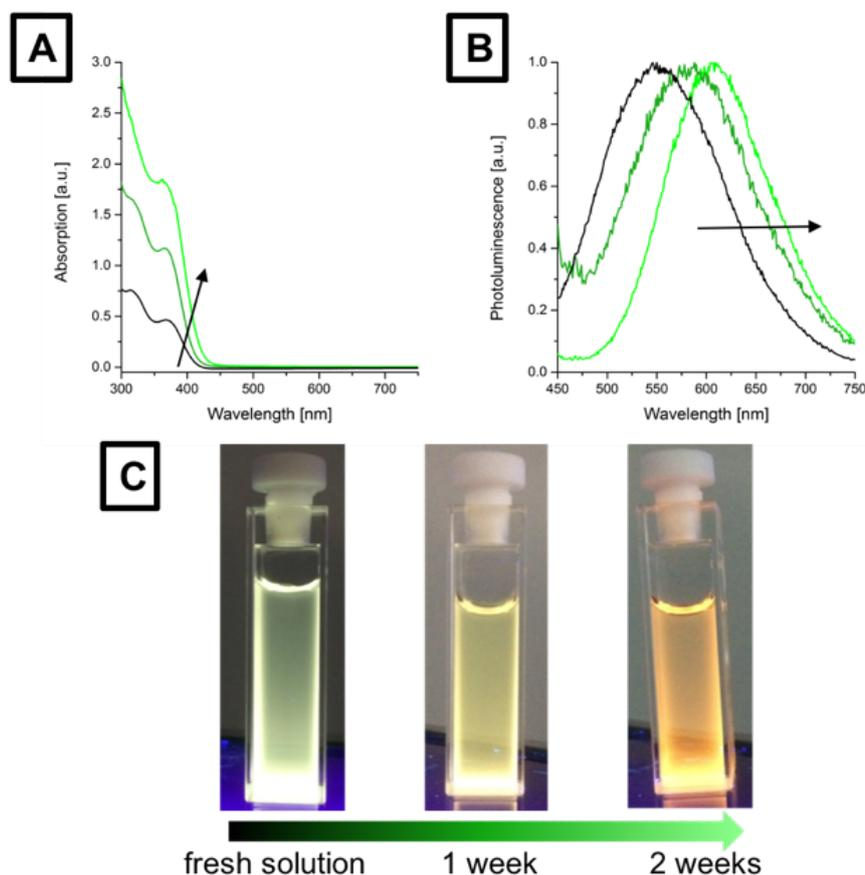 A
B
3.0
2.5
2.0
1.5
1.0
0.5
0.0
300
400
500
600
700
Absorption [a.u.]
Wavelength [nm]
1.0
0.8
0.6
0.4
0.2
0.0
450
500
550
600
650
700
750
Photoluminescence [a.u.]
Wavelength [nm]
C
fresh solution
1 week
2 weeks